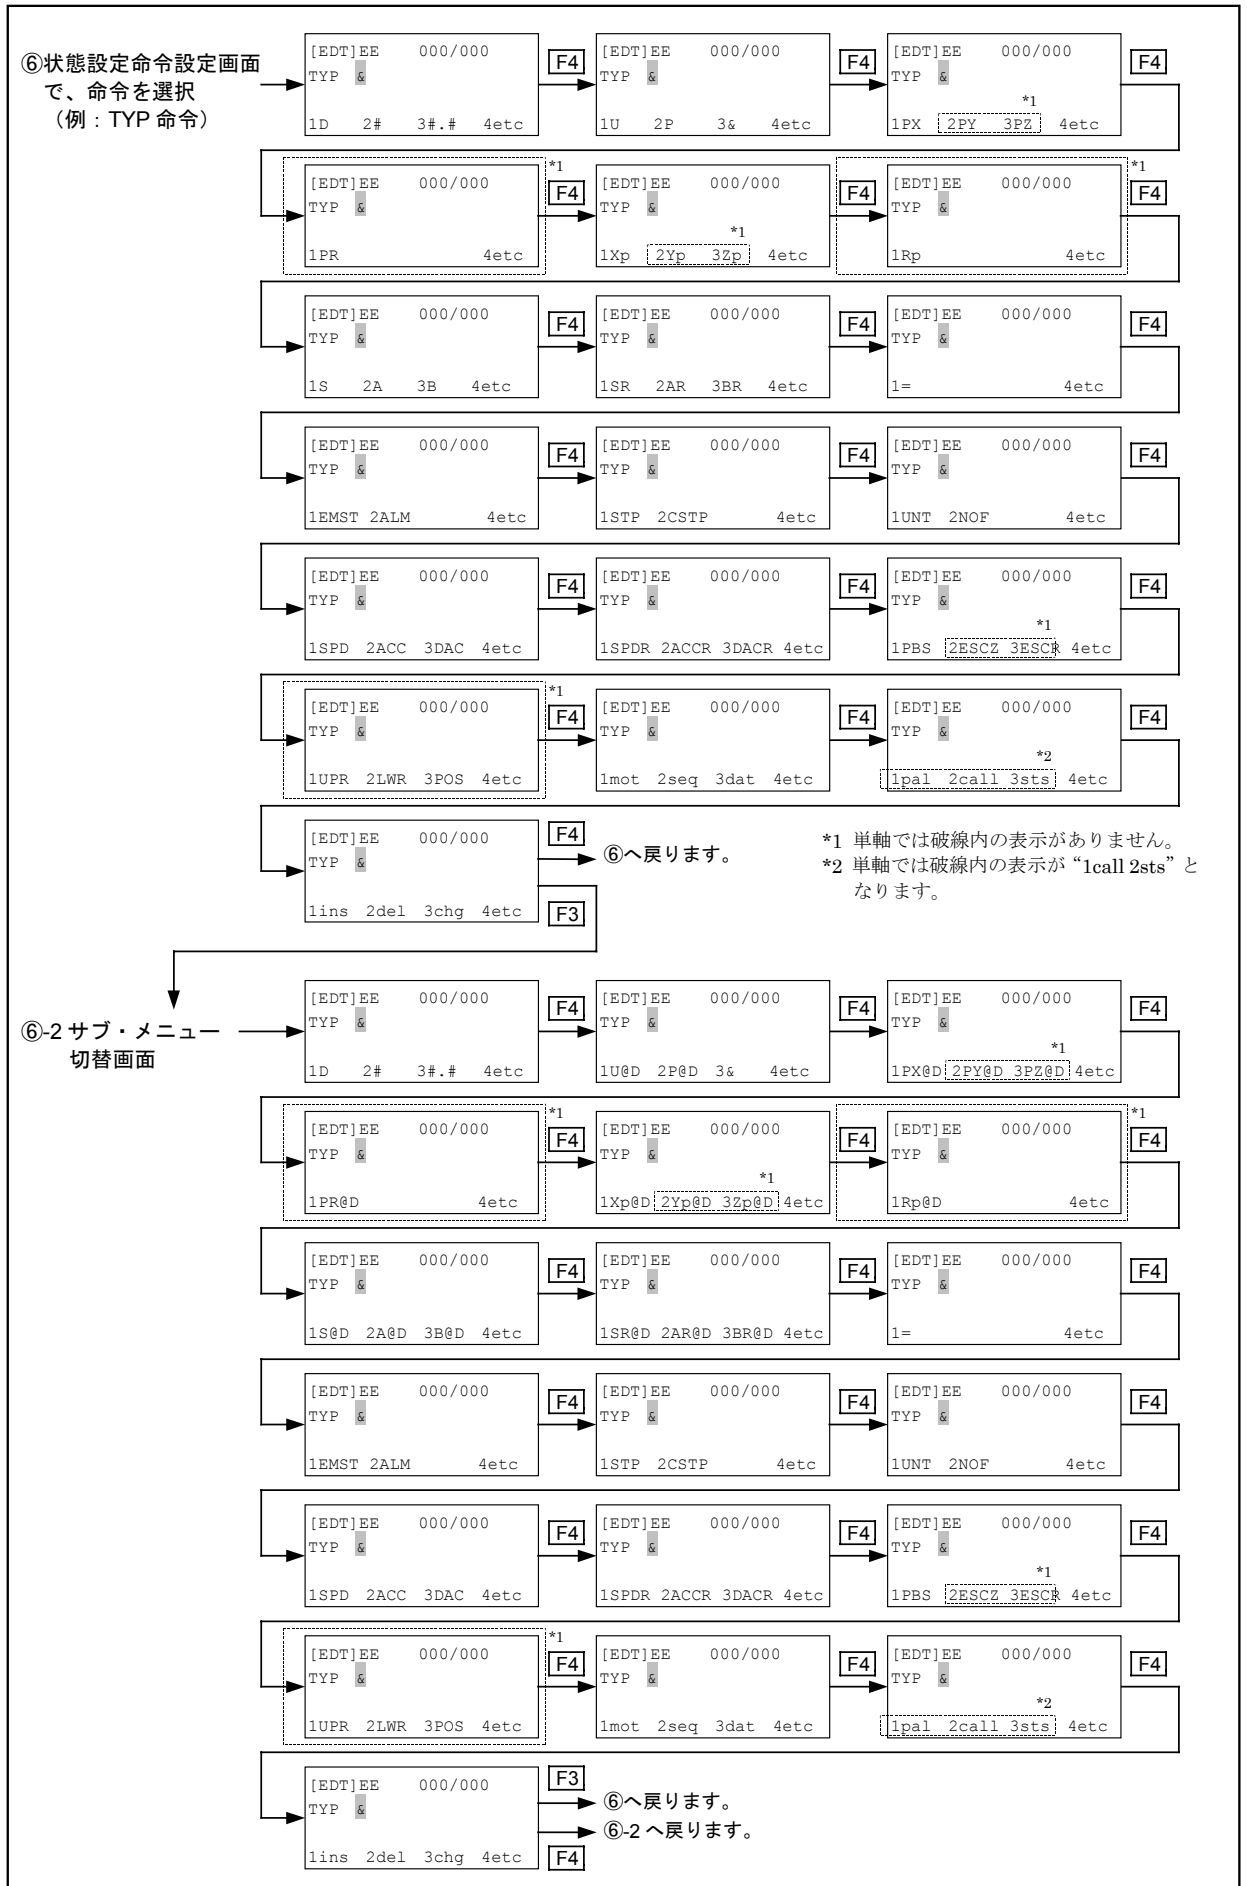 ⑥状態設定命令設定画面
で、命令を選択
（例：TYP 命令）
[EDT]EE 000/000
TYP &
1D 2# 3#.# 4etc
F4
[EDT]EE 000/000
TYP &
1U 2P 3& 4etc
F4
[EDT]EE 000/000
TYP &
*1
1PX 2PY 3PZ 4etc
F4
*1
[EDT]EE 000/000
TYP &
1PR 4etc
F4
[EDT]EE 000/000
TYP &
*1
1Xp 2Yp 3Zp 4etc
F4
*1
[EDT]EE 000/000
TYP &
1Rp 4etc
F4
[EDT]EE 000/000
TYP &
1S 2A 3B 4etc
F4
[EDT]EE 000/000
TYP &
1SR 2AR 3BR 4etc
F4
[EDT]EE 000/000
TYP &
1= 4etc
F4
[EDT]EE 000/000
TYP &
1EMST 2ALM 4etc
F4
[EDT]EE 000/000
TYP &
1STP 2CSTP 4etc
F4
[EDT]EE 000/000
TYP &
1UNT 2NOF 4etc
F4
[EDT]EE 000/000
TYP &
1SPD 2ACC 3DAC 4etc
F4
[EDT]EE 000/000
TYP &
1SPDR 2ACCR 3DACR 4etc
F4
[EDT]EE 000/000
TYP &
*1
1PBS 2ESCZ 3ESCR 4etc
F4
*1
[EDT]EE 000/000
TYP &
1UPR 2LWR 3POS 4etc
F4
[EDT]EE 000/000
TYP &
1mot 2seq 3dat 4etc
F4
[EDT]EE 000/000
TYP &
*2
1pal 2call 3sts 4etc
F4
[EDT]EE 000/000
TYP &
1ins 2del 3chg 4etc
F4
⑥へ戻ります。
F3
*1 単軸では破線内の表示がありません。
*2 単軸では破線内の表示が “1call 2sts” と
なります。
⑥-2 サブ・メニュー
切替画面
[EDT]EE 000/000
TYP &
1D 2# 3#.# 4etc
F4
[EDT]EE 000/000
TYP &
1U@D 2P@D 3& 4etc
F4
[EDT]EE 000/000
TYP &
*1
1PX@D 2PY@D 3PZ@D 4etc
F4
*1
[EDT]EE 000/000
TYP &
1PR@D 4etc
F4
[EDT]EE 000/000
TYP &
*1
1Xp@D 2Yp@D 3Zp@D 4etc
F4
*1
[EDT]EE 000/000
TYP &
1Rp@D 4etc
F4
[EDT]EE 000/000
TYP &
1S@D 2A@D 3B@D 4etc
F4
[EDT]EE 000/000
TYP &
1SR@D 2AR@D 3BR@D 4etc
F4
[EDT]EE 000/000
TYP &
1= 4etc
F4
[EDT]EE 000/000
TYP &
1EMST 2ALM 4etc
F4
[EDT]EE 000/000
TYP &
1STP 2CSTP 4etc
F4
[EDT]EE 000/000
TYP &
1UNT 2NOF 4etc
F4
[EDT]EE 000/000
TYP &
1SPD 2ACC 3DAC 4etc
F4
[EDT]EE 000/000
TYP &
1SPDR 2ACCR 3DACR 4etc
F4
[EDT]EE 000/000
TYP &
*1
1PBS 2ESCZ 3ESCR 4etc
F4
*1
[EDT]EE 000/000
TYP &
1UPR 2LWR 3POS 4etc
F4
[EDT]EE 000/000
TYP &
1mot 2seq 3dat 4etc
F4
[EDT]EE 000/000
TYP &
*2
1pal 2call 3sts 4etc
F4
[EDT]EE 000/000
TYP &
1ins 2del 3chg 4etc
F3
⑥へ戻ります。
⑥-2 へ戻ります。
F4